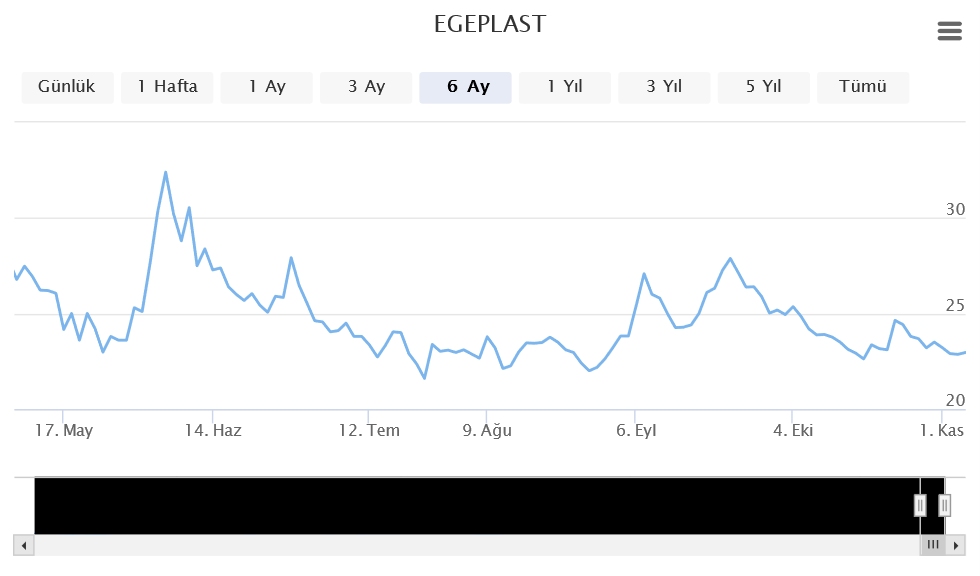 EGEPLAST
Günlük 1 Hafta 1 Ay 3 Ay 6 Ay 1 Yıl 3 Yıl 5 Yıl Tümü
30
25
20
17. May 14. Haz 12. Tem 9. Ağu 6. Eyl 4. Eki 1. Kas